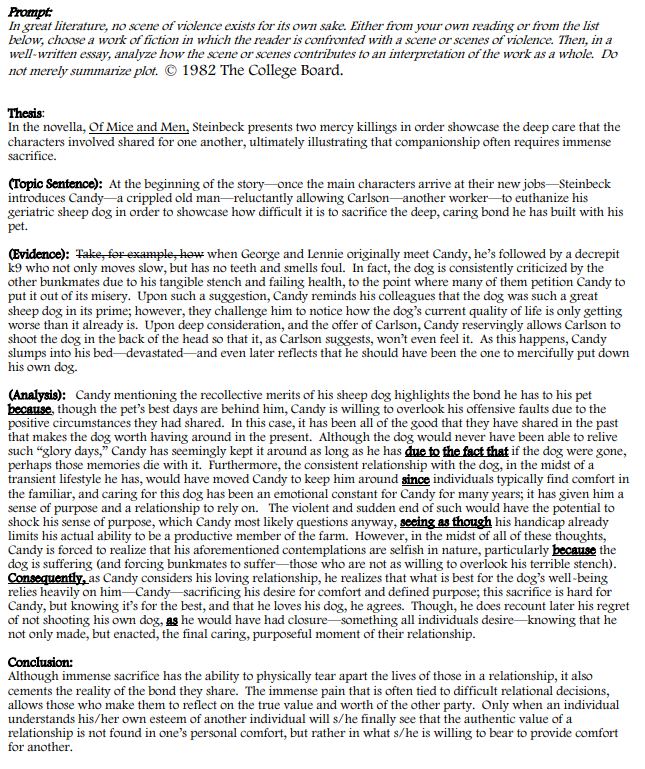 Prompt:
In great literature, no scene of violence exists for its own sake. Either from your own reading or from the list
below, choose a work of fiction in which the reader is confronted with a scene or scenes of violence. Then, in a
well-written essay, analyze how the scene or scenes contributes to an interpretation of the work as a whole. Do
not merely summarize plot. © 1982 The College Board.
Thesis:
In the novella, Of Mice and Men, Steinbeck presents two mercy killings in order showcase the deep care that the
characters involved shared for one another, ultimately illustrating that companionship often requires immense
sacrifice.
(Topic Sentence): At the beginning of the story—once the main characters arrive at their new jobs—Steinbeck
introduces Candy—a crippled old man—reluctantly allowing Carlson—another worker—to euthanize his
geriatric sheep dog in order to showcase how difficult it is to sacrifice the deep, caring bond he has built with his
pet.
(Evidence): Take, for example, how when George and Lennie originally meet Candy, he's followed by a decrepit
k9 who not only moves slow, but has no teeth and smells foul. In fact, the dog is consistently criticized by the
other bunkmates due to his tangible stench and failing health, to the point where many of them petition Candy to
put it out of its misery. Upon such a suggestion, Candy reminds his colleagues that the dog was such a great
sheep dog in its prime; however, they challenge him to notice how the dog's current quality of life is only getting
worse than it already is. Upon deep consideration, and the offer of Carlson, Candy reservingly allows Carlson to
shoot the dog in the back of the head so that it, as Carlson suggests, won't even feel it. As this happens, Candy
slumps into his bed—devastated—and even later reflects that he should have been the one to mercifully put down
his own dog.
(Analysis): Candy mentioning the recollective merits of his sheep dog highlights the bond he has to his pet
because, though the pet's best days are behind him, Candy is willing to overlook his offensive faults due to the
positive circumstances they had shared. In this case, it has been all of the good that they have shared in the past
that makes the dog worth having around in the present. Although the dog would never have been able to relive
such "glory days," Candy has seemingly kept it around as long as he has due to the fact that if the dog were gone,
perhaps those memories die with it. Furthermore, the consistent relationship with the dog, in the midst of a
transient lifestyle he has, would have moved Candy to keep him around since individuals typically find comfort in
the familiar, and caring for this dog has been an emotional constant for Candy for many years; it has given him a
sense of purpose and a relationship to rely on. The violent and sudden end of such would have the potential to
shock his sense of purpose, which Candy most likely questions anyway, seeing as though his handicap already
limits his actual ability to be a productive member of the farm. However, in the midst of all of these thoughts,
Candy is forced to realize that his aforementioned contemplations are selfish in nature, particularly because the
dog is suffering (and forcing bunkmates to suffer—those who are not as willing to overlook his terrible stench).
Consequently, as Candy considers his loving relationship, he realizes that what is best for the dog's well-being
relies heavily on him—Candy—sacrificing his desire for comfort and defined purpose; this sacrifice is hard for
Candy, but knowing it's for the best, and that he loves his dog, he agrees. Though, he does recount later his regret
of not shooting his own dog, as he would have had closure—something all individuals desire—knowing that he
not only made, but enacted, the final caring, purposeful moment of their relationship.
Conclusion:
Although immense sacrifice has the ability to physically tear apart the lives of those in a relationship, it also
cements the reality of the bond they share. The immense pain that is often tied to difficult relational decisions,
allows those who make them to reflect on the true value and worth of the other party. Only when an individual
understands his/her own esteem of another individual will s/he finally see that the authentic value of a
relationship is not found in one's personal comfort, but rather in what s/he is willing to bear to provide comfort
for another.